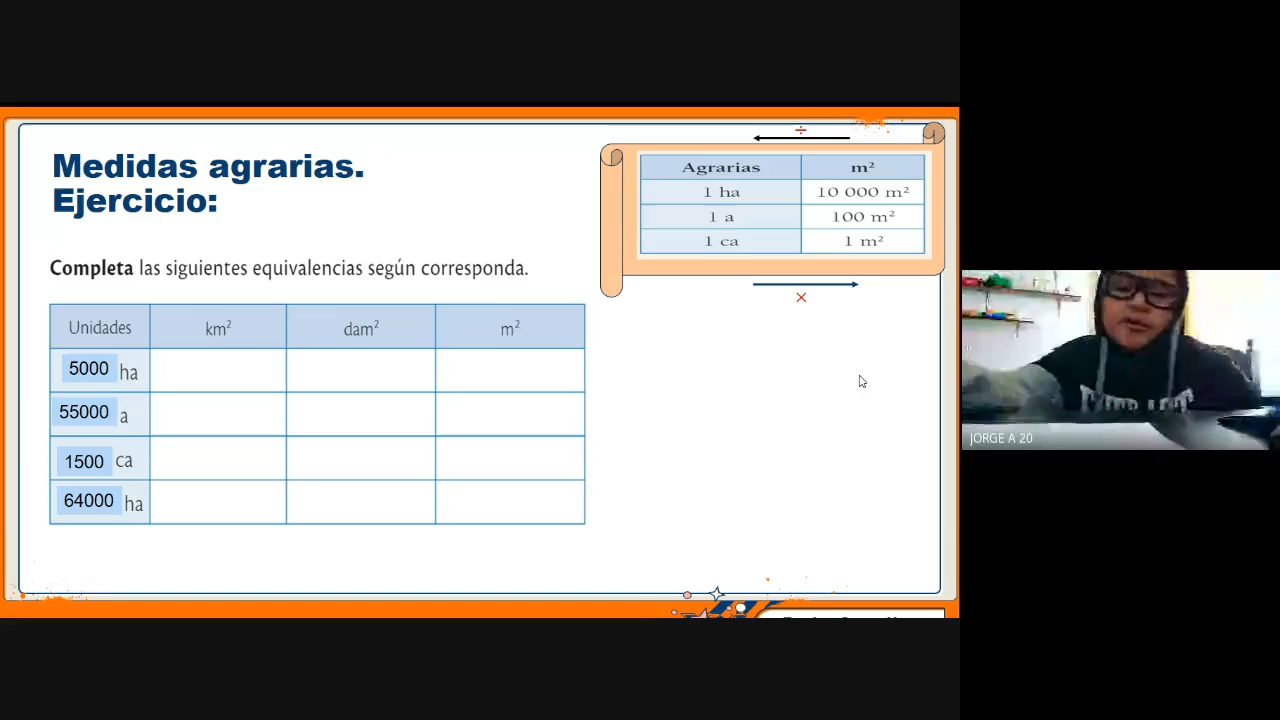 Medidas agrarias.
Ejercicio:
÷
Agrarias m²
1 ha 10 000 m²
1 a 100 m²
1 ca 1 m²
×
Completa las siguientes equivalencias según corresponda.
Unidades km² dam² m²
5000 ha
55000 a
1500 ca
64000 ha
JORGE A 20